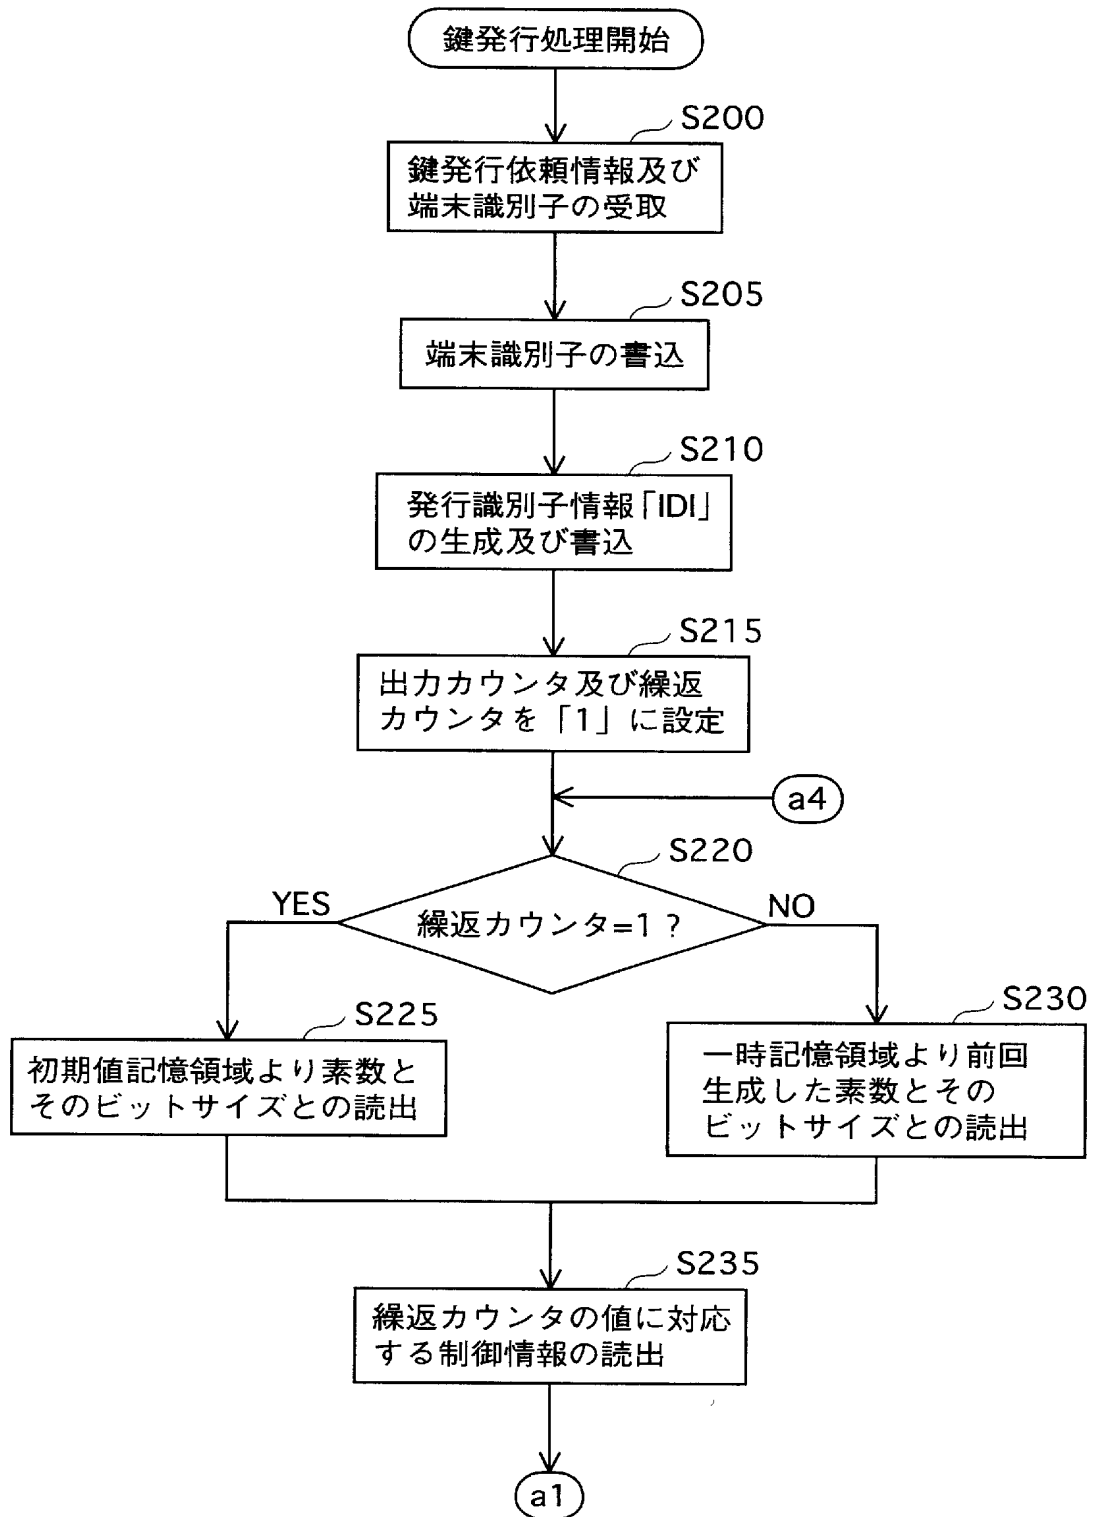 鍵発行処理開始
S200
鍵発行依頼情報及び
端末識別子の受取
S205
端末識別子の書込
S210
発行識別子情報「IDI」
の生成及び書込
S215
出力カウンタ及び繰返
カウンタを「1」に設定
a4
S220
YES
繰返カウンタ=1？
NO
S225
初期値記憶領域より素数と
そのビットサイズとの読出
S230
一時記憶領域より前回
生成した素数とその
ビットサイズとの読出
S235
繰返カウンタの値に対応
する制御情報の読出
a1